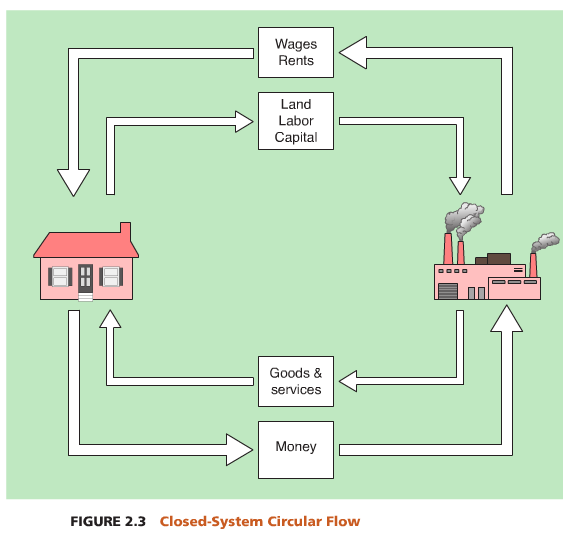 Wages
Rents
Land
Labor
Capital
Goods &
services
Money
FIGURE 2.3 Closed-System Circular Flow